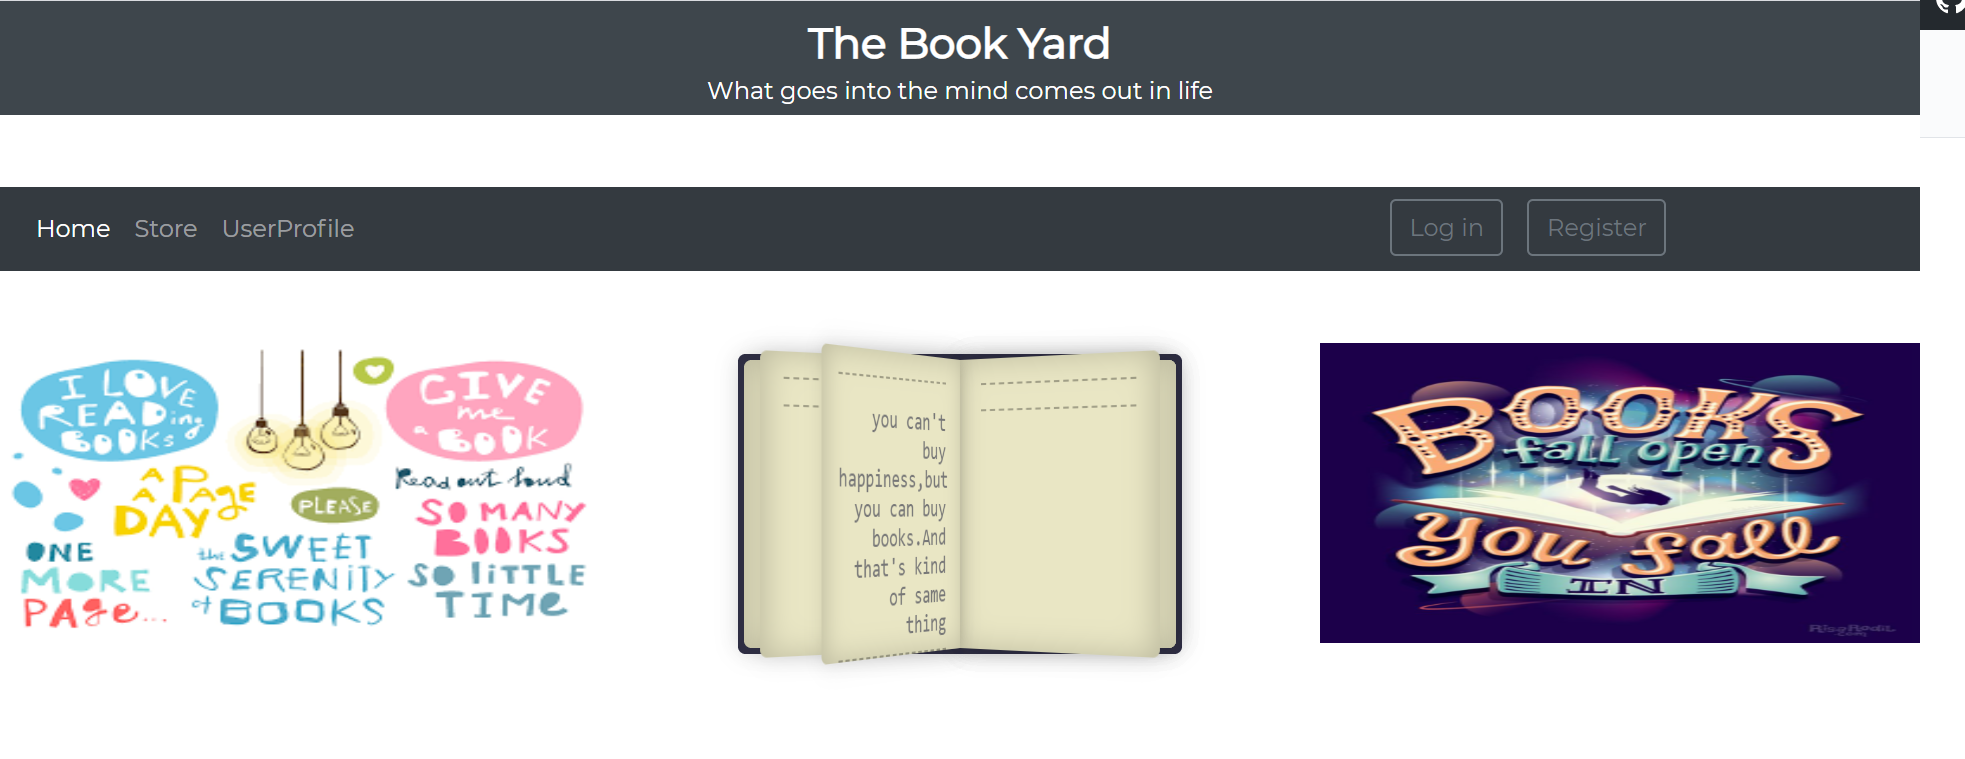 The Book Yard
What goes into the mind comes out in life
Home Store UserProfile Log in Register
I LOVE
READing
BOOKs
GIVE
me
a BOOK
A PAGE
A
DAY
PLEASE
Read out loud
SO MANY
BOOKS
SO liTTLE
TIME
ONE
MORE
PAge...
the SWEET
SERENiTY
of BOOKS
you can't
buy
happiness,but
you can buy
books.And
that's kind
of same
thing
BOOKS
fall open
You fall
IN